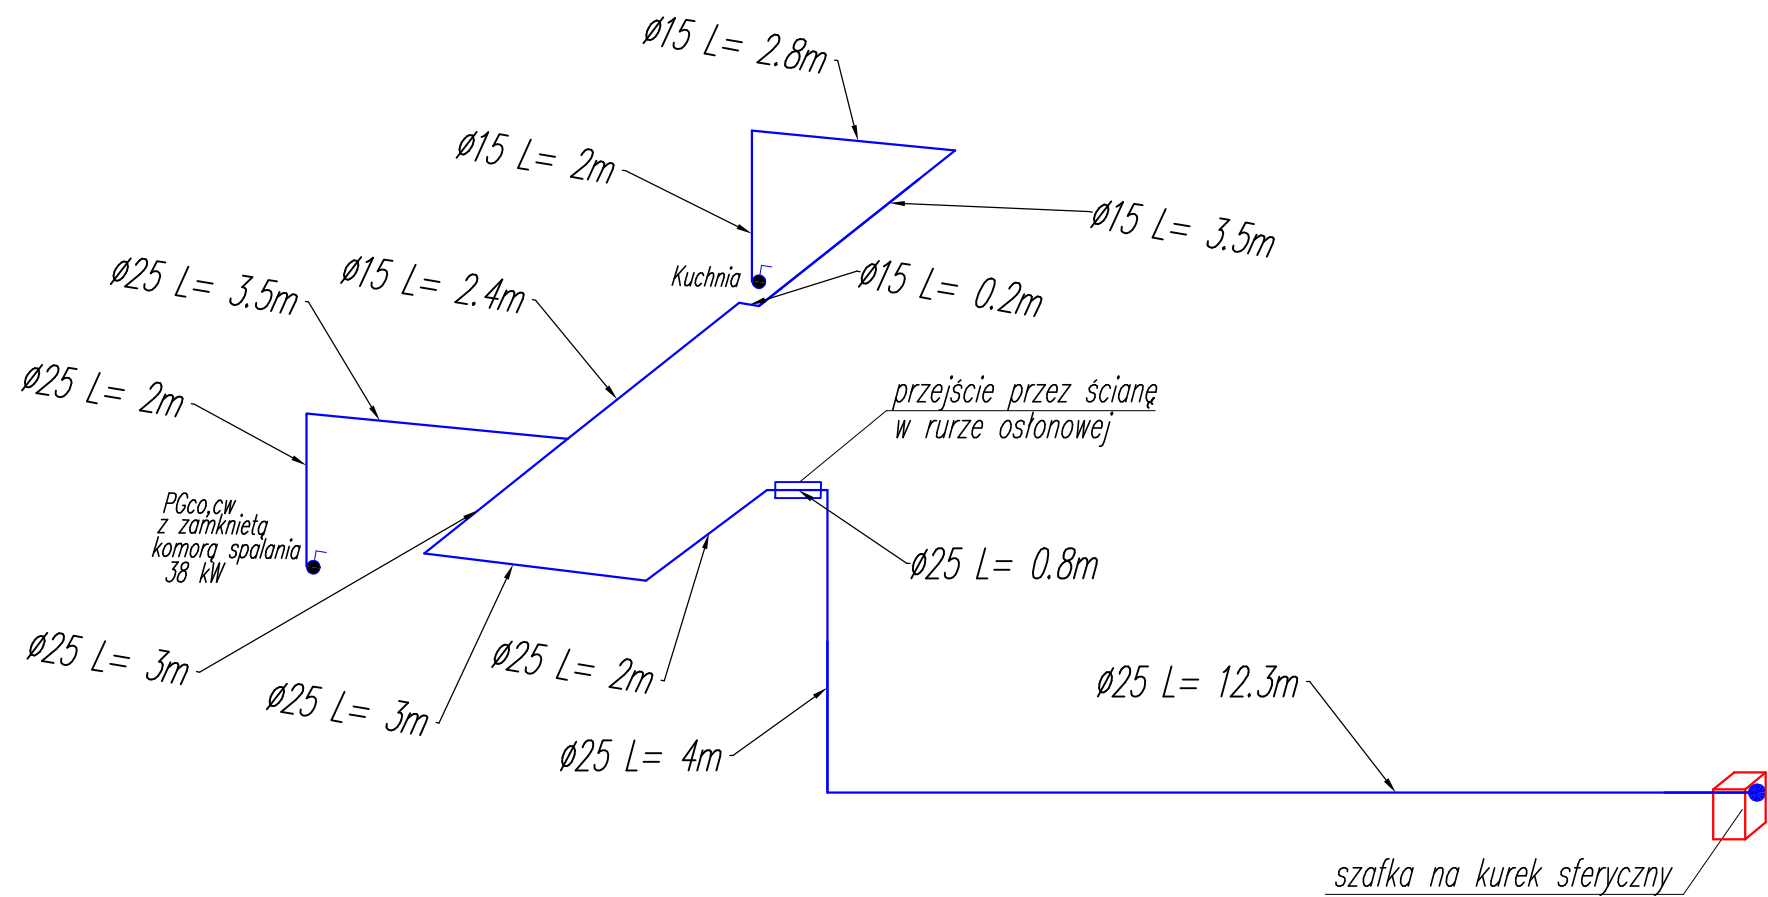 ø15 L= 2.8m
ø15 L= 2m
ø15 L= 3.5m
ø25 L= 3.5m
ø15 L= 2.4m
Kuchnia
ø15 L= 0.2m
ø25 L= 2m
przejście przez ścianę
w rurze osłonowej
PGco,cw
z zamkniętą
komorą spalania
38 kW
ø25 L= 0.8m
ø25 L= 3m
ø25 L= 3m
ø25 L= 2m
ø25 L= 4m
ø25 L= 12.3m
szafka na kurek sferyczny